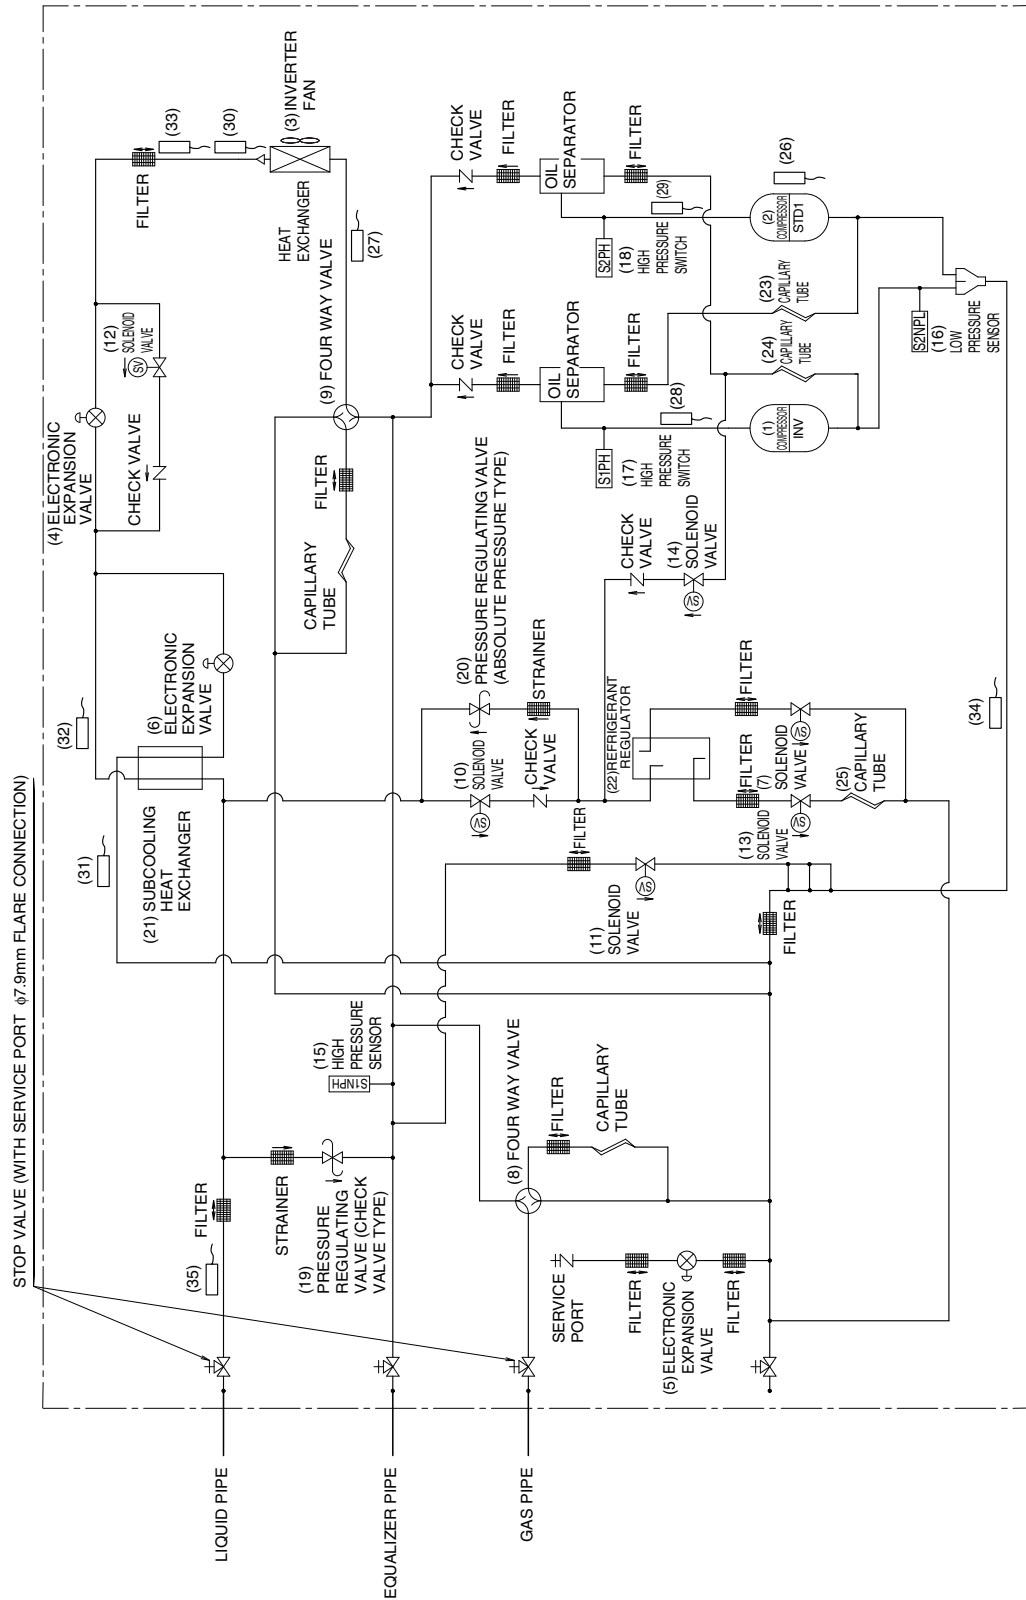 STOP VALVE (WITH SERVICE PORT φ7.9mm FLARE CONNECTION)
LIQUID PIPE
EQUALIZER PIPE
GAS PIPE
(35)
FILTER
STRAINER
(19)
PRESSURE
REGULATING
VALVE (CHECK
VALVE TYPE)
(15)
HIGH
PRESSURE
SENSOR
S1NPH
(8) FOUR WAY VALVE
FILTER
CAPILLARY
TUBE
SERVICE
PORT
FILTER
(5) ELECTRONIC
EXPANSION
VALVE
FILTER
(31)
(21) SUBCOOLING
HEAT
EXCHANGER
(32)
(6)
ELECTRONIC
EXPANSION
VALVE
(11)
SOLENOID
VALVE
SV
FILTER
FILTER
(10)
SOLENOID
VALVE
SV
CHECK
VALVE
(20)
PRESSURE REGULATING VALVE
(ABSOLUTE PRESSURE TYPE)
STRAINER
(22)REFRIGERANT
REGULATOR
FILTER
(13)
SOLENOID
VALVE
SV
(7)
SOLENOID
VALVE
SV
FILTER
(25)
CAPILLARY
TUBE
(34)
(4) ELECTRONIC
EXPANSION
VALVE
CHECK VALVE
(12)
SOLENOID
VALVE
SV
FILTER
(33)
(30)
(3) INVERTER
FAN
HEAT
EXCHANGER
(27)
(9) FOUR WAY VALVE
FILTER
CAPILLARY
TUBE
CHECK
VALVE
(14)
SOLENOID
VALVE
SV
CHECK
VALVE
FILTER
OIL
SEPARATOR
FILTER
S1PH
(17)
HIGH
PRESSURE
SWITCH
(28)
(1)
COMPRESSOR
INV
(24)
CAPILLARY
TUBE
CHECK
VALVE
FILTER
OIL
SEPARATOR
FILTER
S2PH
(18)
HIGH
PRESSURE
SWITCH
(29)
(2)
COMPRESSOR
STD1
(23)
CAPILLARY
TUBE
(26)
S2NPL
(16)
LOW
PRESSURE
SENSOR